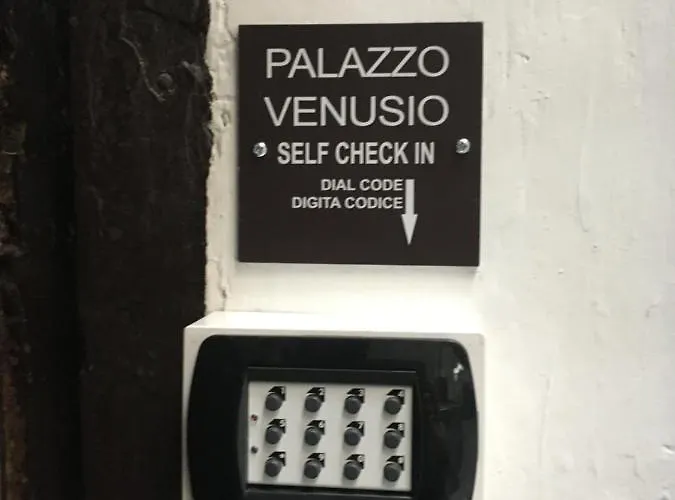 PALAZZO
VENUSIO
SELF CHECK IN
DIAL CODE
DIGITA CODICE